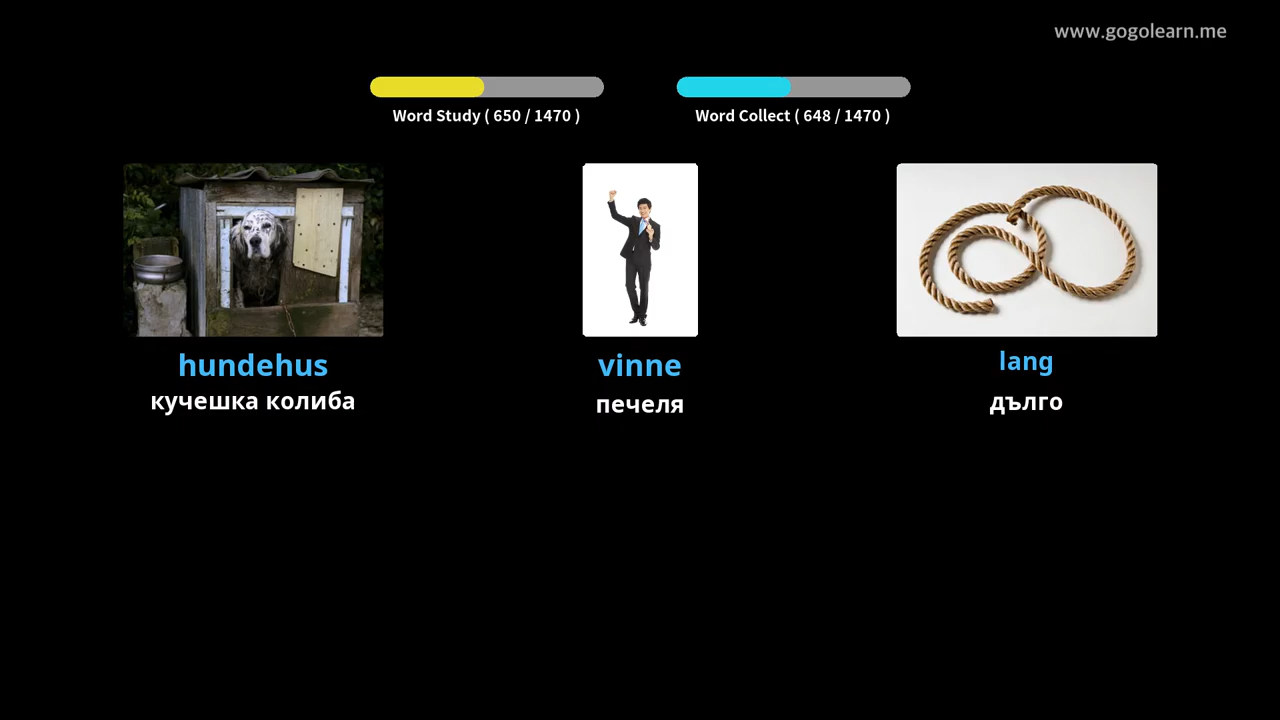 www.gogolearn.me
Word Study ( 650 / 1470 )
Word Collect ( 648 / 1470 )
hundehus
кучешка колиба
vinne
печеля
lang
дълго